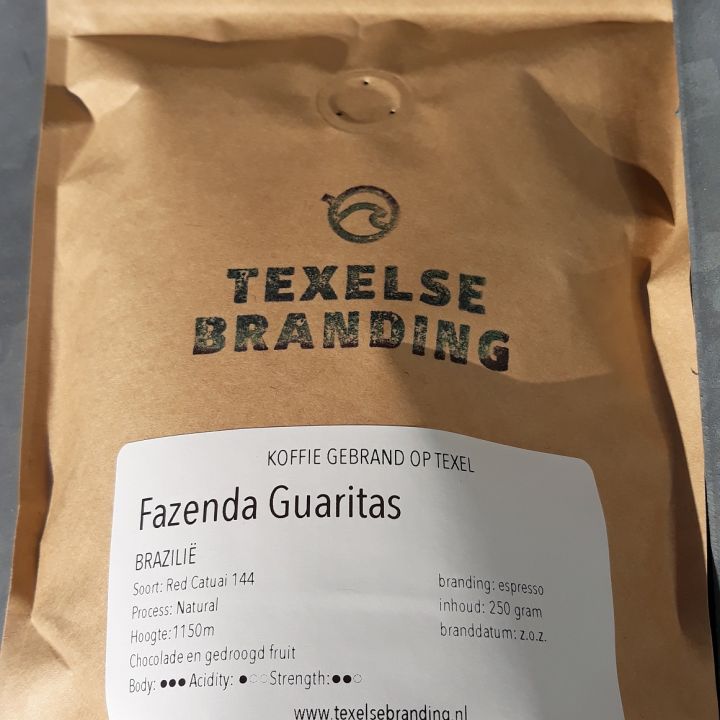 TEXELSE
BRANDING
KOFFIE GEBRAND OP TEXEL
Fazenda Guaritas
BRAZILIË
Soort: Red Catuai 144
Process: Natural
Hoogte:1150m
Chocolade en gedroogd fruit
Body: ●●● Acidity: ●○○ Strength:●●○
branding: espresso
inhoud: 250 gram
branddatum: z.o.z.
www.texelsebranding.nl